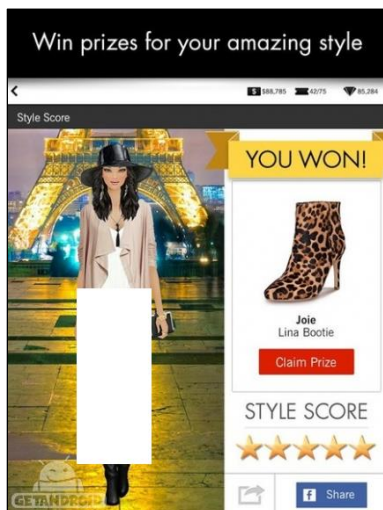 Win prizes for your amazing style
$ $88,785 42/75 85,284
Style Score
YOU WON!
Joie
Lina Bootie
Claim Prize
STYLE SCORE
f Share
GETANDROID